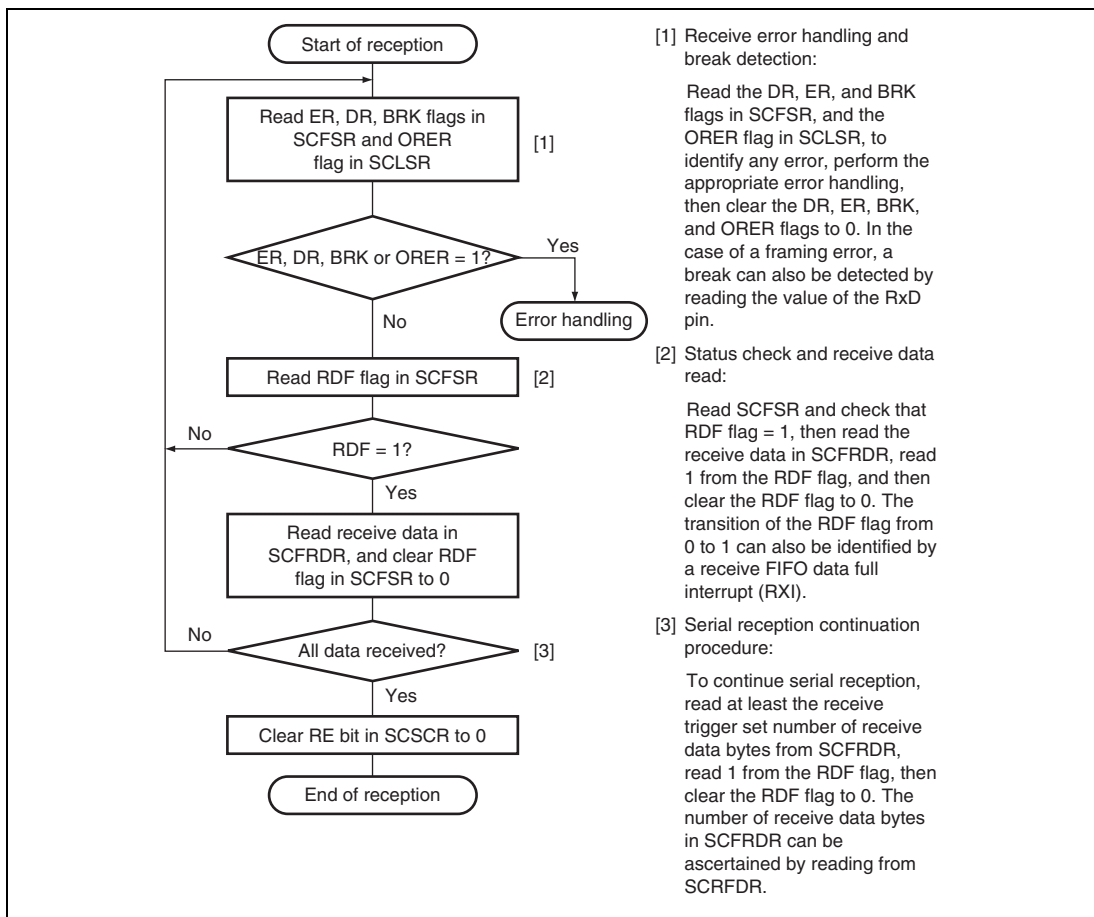 Start of reception
Read ER, DR, BRK flags in
SCFSR and ORER
flag in SCLSR
[1]
ER, DR, BRK or ORER = 1?
Yes
Error handling
No
Read RDF flag in SCFSR
[2]
No
RDF = 1?
Yes
Read receive data in
SCFRDR, and clear RDF
flag in SCFSR to 0
No
All data received?
[3]
Yes
Clear RE bit in SCSCR to 0
End of reception
[1] Receive error handling and
break detection:
Read the DR, ER, and BRK
flags in SCFSR, and the
ORER flag in SCLSR, to
identify any error, perform the
appropriate error handling,
then clear the DR, ER, BRK,
and ORER flags to 0. In the
case of a framing error, a
break can also be detected by
reading the value of the RxD
pin.
[2] Status check and receive data
read:
Read SCFSR and check that
RDF flag = 1, then read the
receive data in SCFRDR, read
1 from the RDF flag, and then
clear the RDF flag to 0. The
transition of the RDF flag from
0 to 1 can also be identified by
a receive FIFO data full
interrupt (RXI).
[3] Serial reception continuation
procedure:
To continue serial reception,
read at least the receive
trigger set number of receive
data bytes from SCFRDR,
read 1 from the RDF flag, then
clear the RDF flag to 0. The
number of receive data bytes
in SCFRDR can be
ascertained by reading from
SCRFDR.